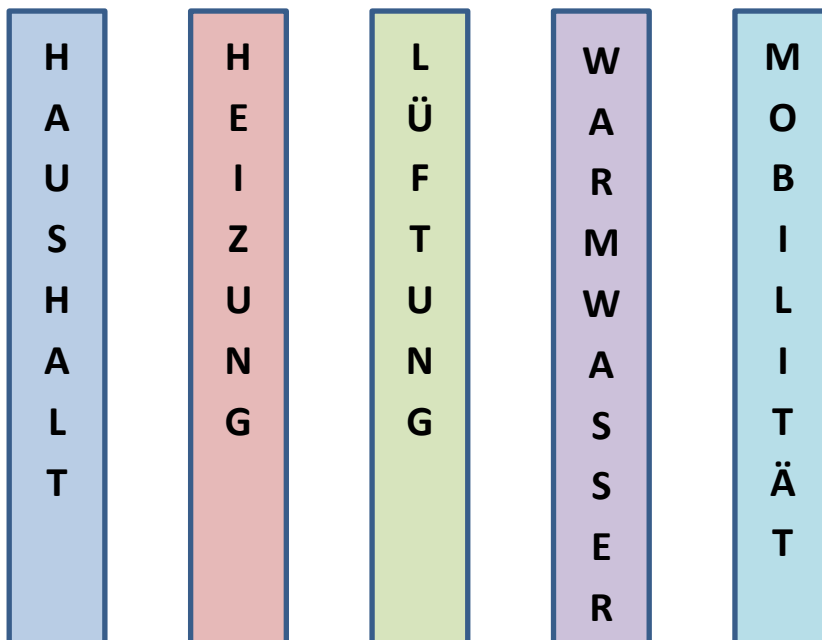 HAUSHALT
HEIZUNG
LÜFTUNG
WARMWASSER
MOBILITÄT